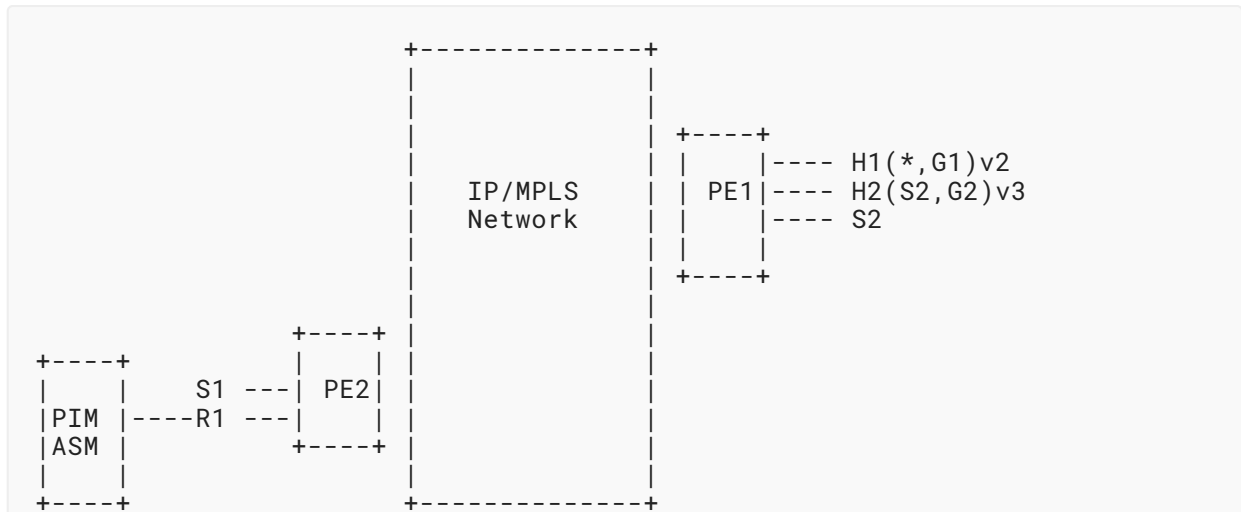 +--------------+
                          |              |
                          |              |
                          |              | +----+
                          |              | |    |---- H1(*,G1)v2
                          |   IP/MPLS    | | PE1|---- H2(S2,G2)v3
                          |   Network    | |    |---- S2
                          |              | |    |
                          |              | +----+
                          |              |
                   +----+ |              |
+----+             |    | |              |
|    |     S1 ---| PE2| |              |
|PIM |----R1 ---|    | |              |
|ASM |             +----+ |              |
|    |                    |              |
+----+                    +--------------+